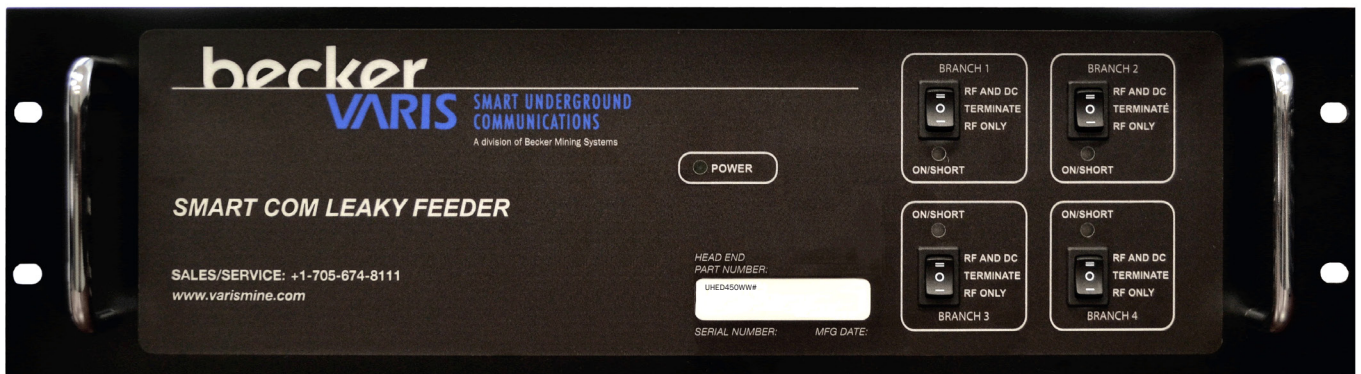 becker
VARIS
SMART UNDERGROUND
COMMUNICATIONS
A division of Becker Mining Systems
POWER
SMART COM LEAKY FEEDER
SALES/SERVICE: +1-705-674-8111
www.varismine.com
HEAD END
PART NUMBER:
UHED450WW#
SERIAL NUMBER: MFG DATE:
BRANCH 1
RF AND DC
TERMINATE
RF ONLY
ON/SHORT
BRANCH 2
RF AND DC
TERMINATE
RF ONLY
ON/SHORT
ON/SHORT
RF AND DC
TERMINATE
RF ONLY
BRANCH 3
ON/SHORT
RF AND DC
TERMINATE
RF ONLY
BRANCH 4